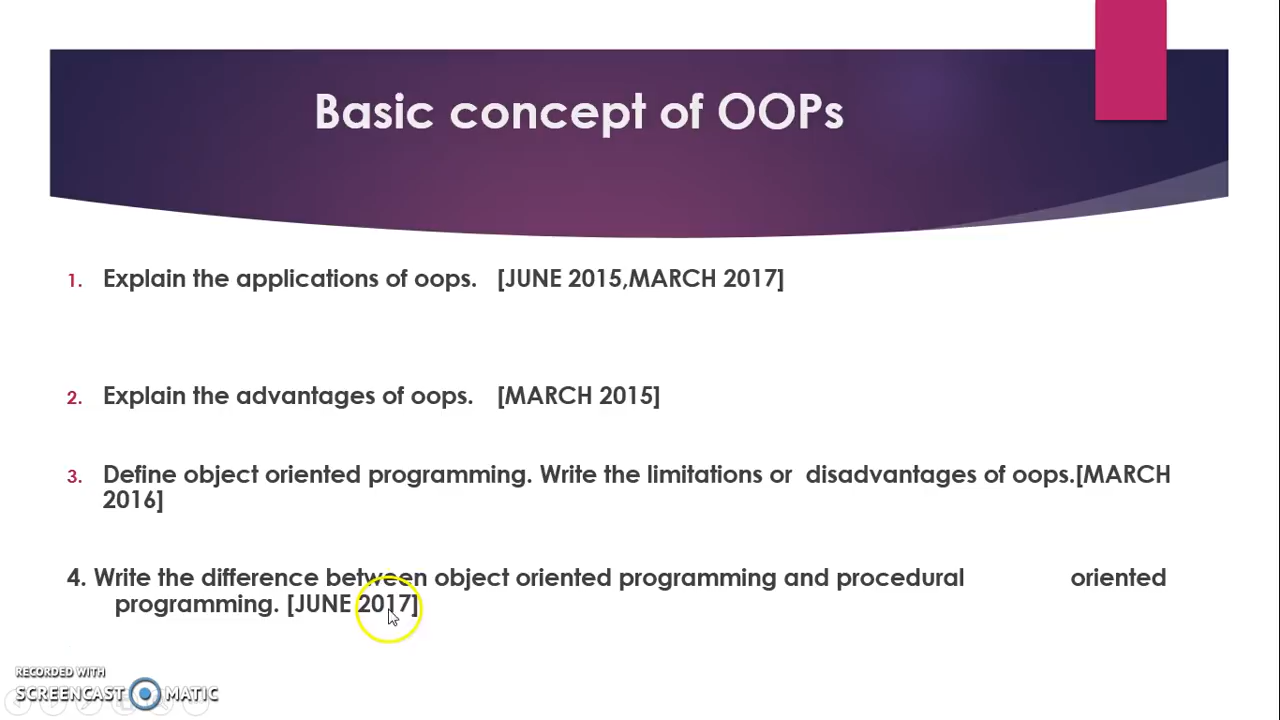 Basic concept of OOPs
1. Explain the applications of oops. [JUNE 2015,MARCH 2017]
2. Explain the advantages of oops. [MARCH 2015]
3. Define object oriented programming. Write the limitations or disadvantages of oops.[MARCH
2016]
4. Write the difference between object oriented programming and procedural oriented
programming. [JUNE 2017]
RECORDED WITH
SCREENCAST MATIC